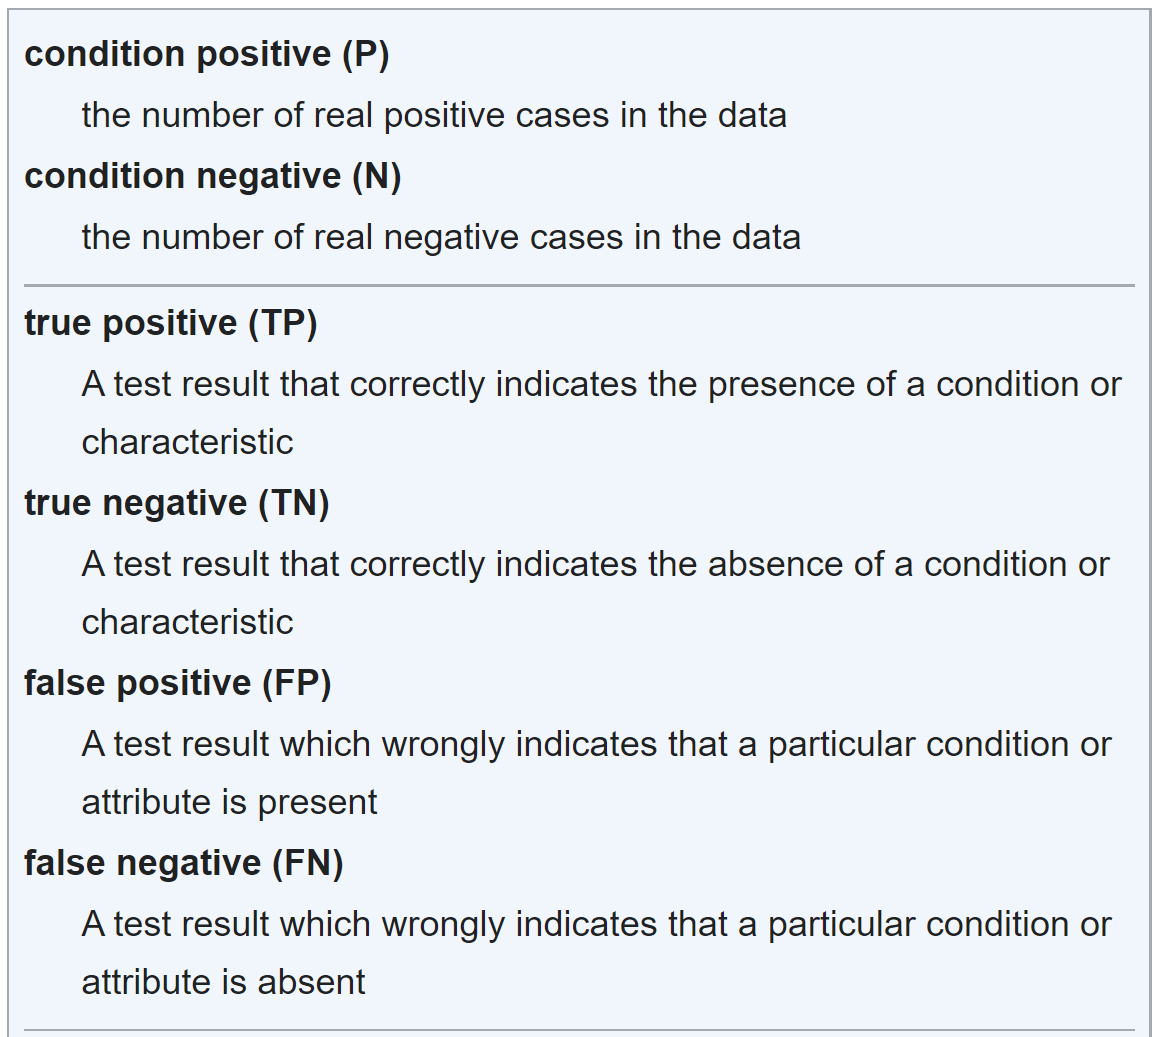 condition positive (P)
the number of real positive cases in the data
condition negative (N)
the number of real negative cases in the data
true positive (TP)
A test result that correctly indicates the presence of a condition or
characteristic
true negative (TN)
A test result that correctly indicates the absence of a condition or
characteristic
false positive (FP)
A test result which wrongly indicates that a particular condition or
attribute is present
false negative (FN)
A test result which wrongly indicates that a particular condition or
attribute is absent